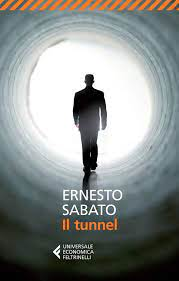 ERNESTO
SABATO
Il tunnel
UNIVERSALE
ECONOMICA
FELTRINELLI